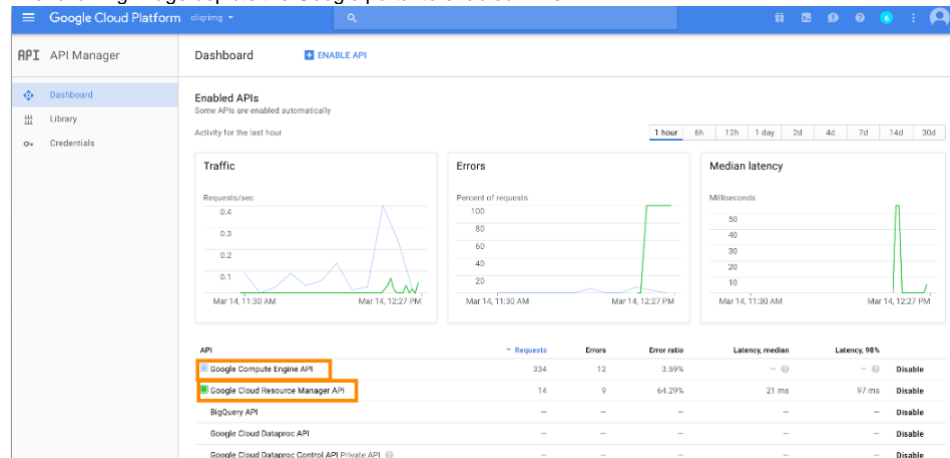 Google Cloud Platform cliqrimg
API API Manager
Dashboard
Library
Credentials
Dashboard ENABLE API
Enabled APIs
Some APIs are enabled automatically
Activity for the last hour
1 hour 6h 12h 1 day 2d 4d 7d 14d 30d
Traffic
Requests/sec
0.4
0.3
0.2
0.1
Mar 14, 11:30 AM Mar 14, 12:27 PM
Errors
Percent of requests
100
80
60
40
20
Mar 14, 11:30 AM Mar 14, 12:27 PM
Median latency
Milliseconds
50
40
30
20
10
Mar 14, 11:30 AM Mar 14, 12:27 PM
API Requests Errors Error ratio Latency, median Latency, 98%
Google Compute Engine API 334 12 3.59% – – Disable
Google Cloud Resource Manager API 14 9 64.29% 21 ms 97 ms Disable
BigQuery API – – – – – Disable
Google Cloud Dataproc API – – – – – Disable
Google Cloud Dataproc Control API Private API – – – – – Disable